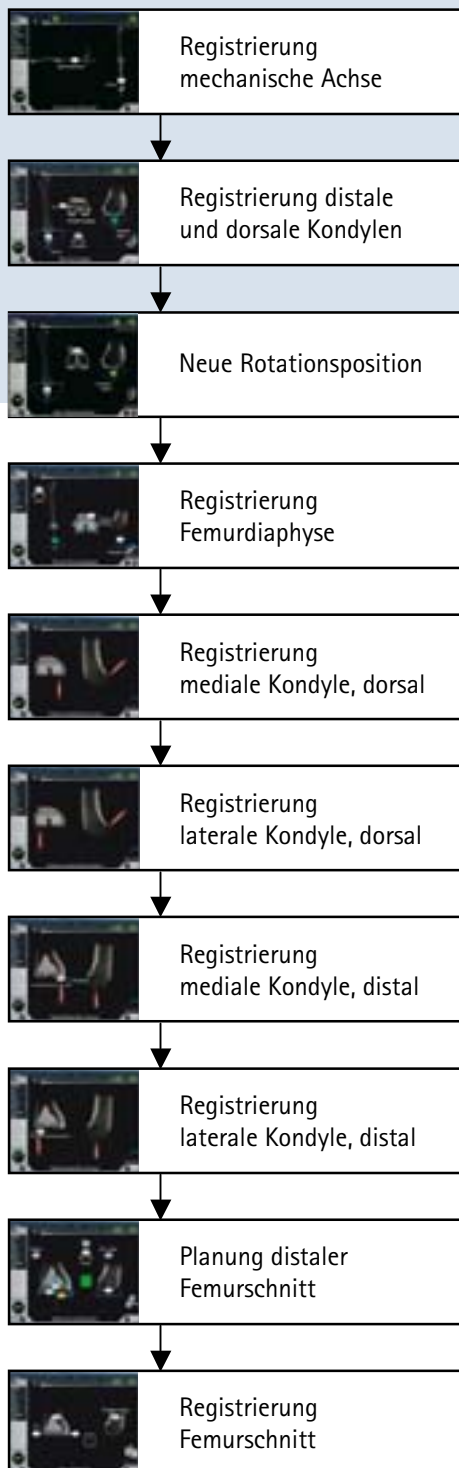 Registrierung
mechanische Achse
Registrierung distale
und dorsale Kondylen
Neue Rotationsposition
Registrierung
Femurdiaphyse
Registrierung
mediale Kondyle, dorsal
Registrierung
laterale Kondyle, dorsal
Registrierung
mediale Kondyle, distal
Registrierung
laterale Kondyle, distal
Planung distaler
Femurschnitt
Registrierung
Femurschnitt